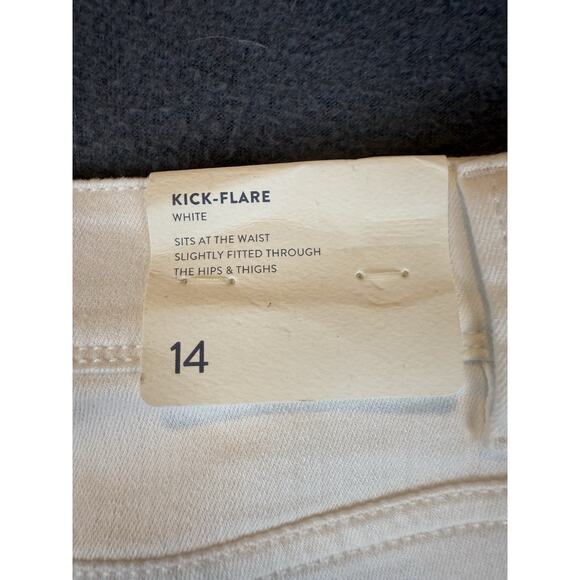 KICK-FLARE
WHITE
SITS AT THE WAIST
SLIGHTLY FITTED THROUGH
THE HIPS & THIGHS
14